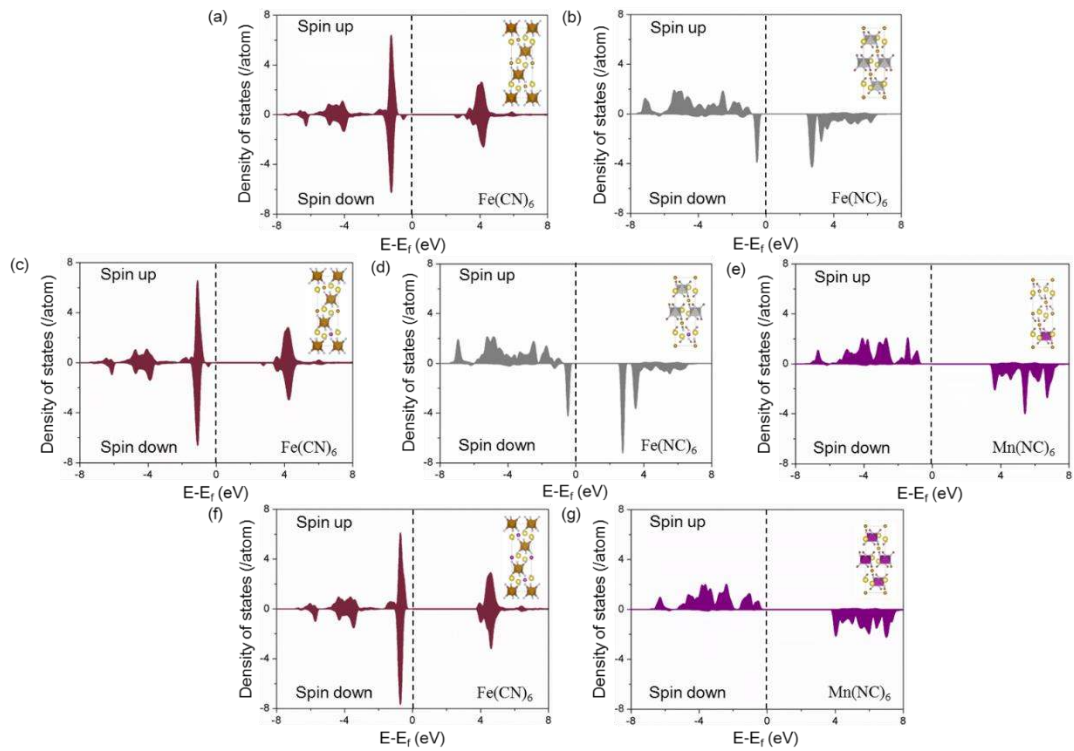 (a)
Spin up
Spin down
Fe(CN)₆
Density of states (/atom)
8
4
0
-4
-8
-8 -4 0 4 8
E-E_f (eV)
(b)
Spin up
Spin down
Fe(NC)₆
Density of states (/atom)
8
4
0
-4
-8
-8 -4 0 4 8
E-E_f (eV)
(c)
Spin up
Spin down
Fe(CN)₆
Density of states (/atom)
8
4
0
-4
-8
-8 -4 0 4 8
E-E_f (eV)
(d)
Spin up
Spin down
Fe(NC)₆
Density of states (/atom)
8
4
0
-4
-8
-8 -4 0 4 8
E-E_f (eV)
(e)
Spin up
Spin down
Mn(NC)₆
Density of states (/atom)
8
4
0
-4
-8
-8 -4 0 4 8
E-E_f (eV)
(f)
Spin up
Spin down
Fe(CN)₆
Density of states (/atom)
8
4
0
-4
-8
-8 -4 0 4 8
E-E_f (eV)
(g)
Spin up
Spin down
Mn(NC)₆
Density of states (/atom)
8
4
0
-4
-8
-8 -4 0 4 8
E-E_f (eV)